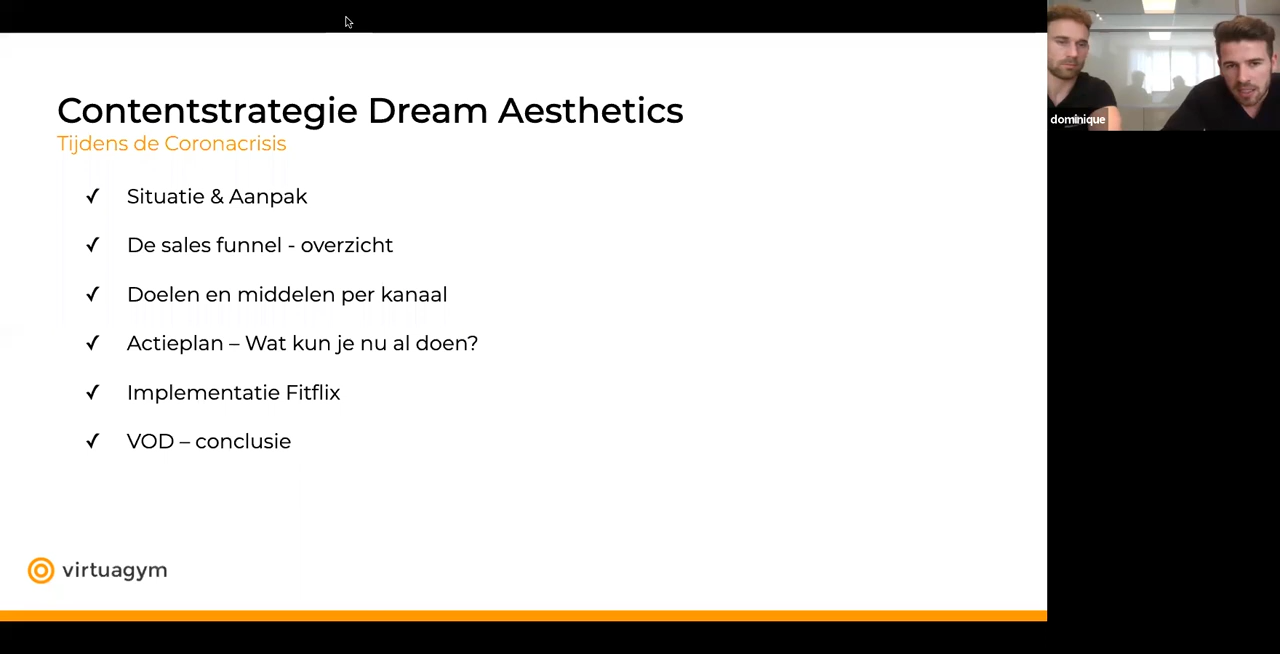 Contentstrategie Dream Aesthetics
Tijdens de Coronacrisis
✓ Situatie & Aanpak
✓ De sales funnel - overzicht
✓ Doelen en middelen per kanaal
✓ Actieplan – Wat kun je nu al doen?
✓ Implementatie Fitflix
✓ VOD – conclusie
virtuagym
dominique